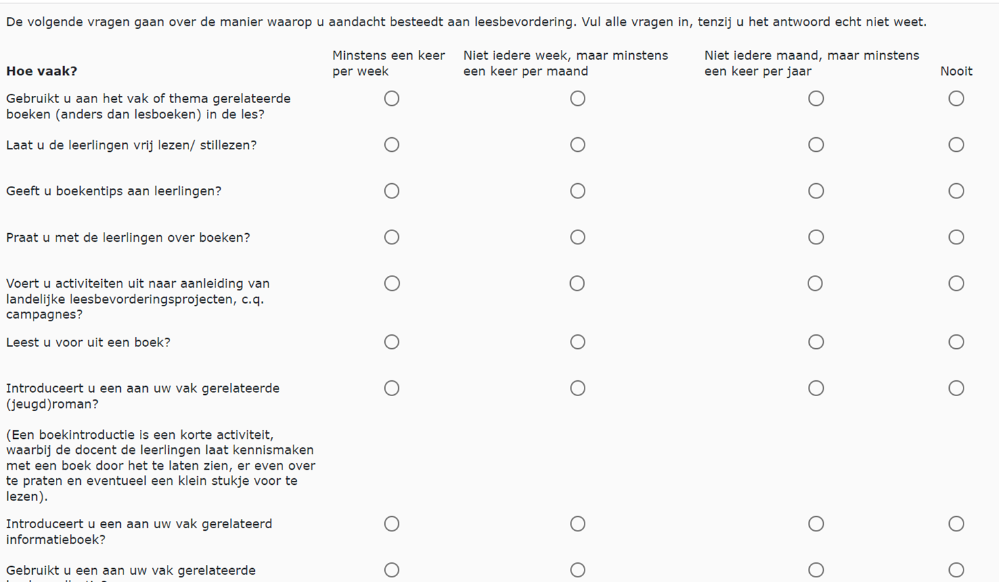 De volgende vragen gaan over de manier waarop u aandacht besteedt aan leesbevordering. Vul alle vragen in, tenzij u het antwoord echt niet weet.
Hoe vaak?
Minstens een keer
per week
Niet iedere week, maar minstens
een keer per maand
Niet iedere maand, maar minstens
een keer per jaar
Nooit
Gebruikt u aan het vak of thema gerelateerde
boeken (anders dan lesboeken) in de les?
Laat u de leerlingen vrij lezen/ stillezen?
Geeft u boekentips aan leerlingen?
Praat u met de leerlingen over boeken?
Voert u activiteiten uit naar aanleiding van
landelijke leesbevorderingsprojecten, c.q.
campagnes?
Leest u voor uit een boek?
Introduceert u een aan uw vak gerelateerde
(jeugd)roman?
(Een boekintroductie is een korte activiteit,
waarbij de docent de leerlingen laat kennismaken
met een boek door het te laten zien, er even over
te praten en eventueel een klein stukje voor te
lezen).
Introduceert u een aan uw vak gerelateerd
informatieboek?
Gebruikt u een aan uw vak gerelateerde